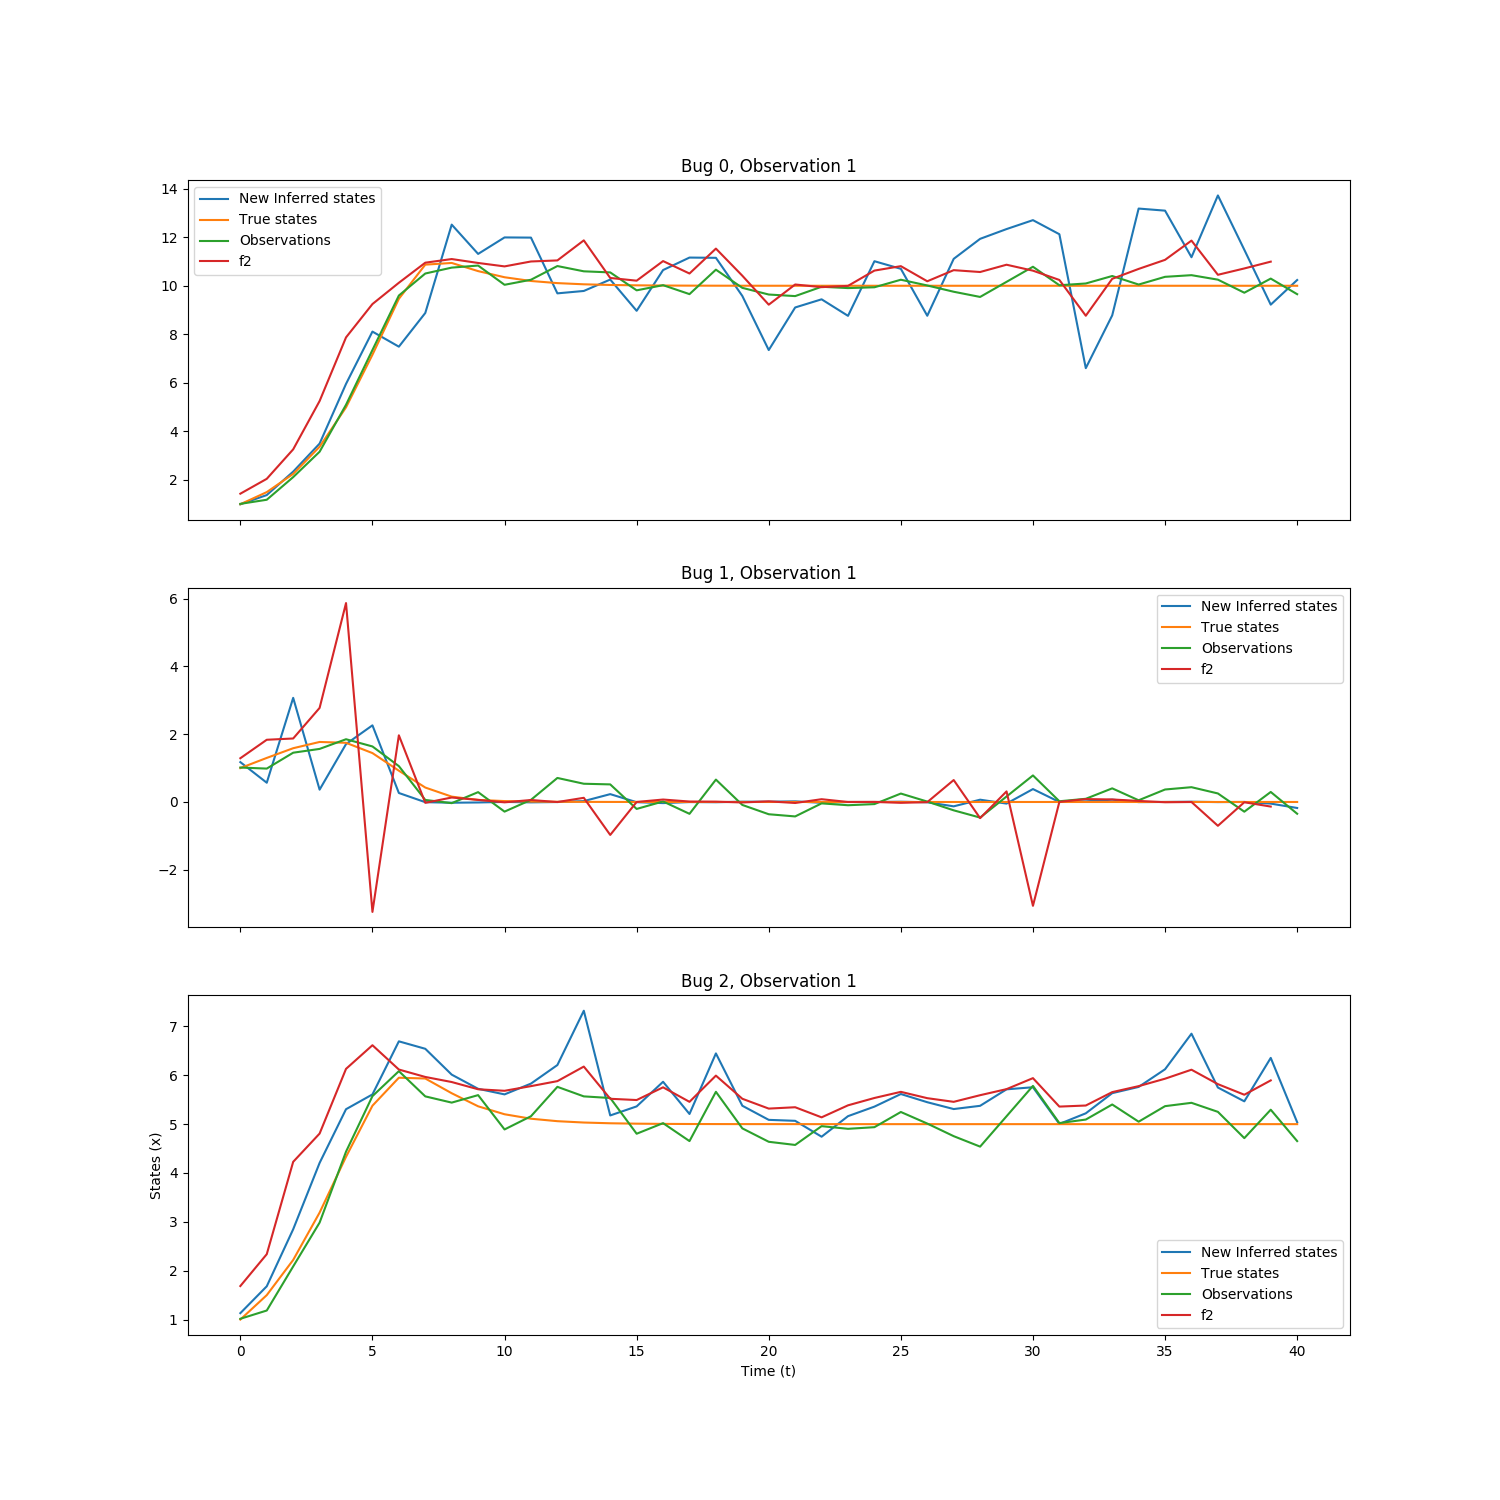 Bug 0, Observation 1
14
12
10
8
6
4
2
New Inferred states
True states
Observations
f2
Bug 1, Observation 1
6
4
2
0
−2
New Inferred states
True states
Observations
f2
Bug 2, Observation 1
7
6
5
4
3
2
1
States (x)
New Inferred states
True states
Observations
f2
0 5 10 15 20 25 30 35 40
Time (t)